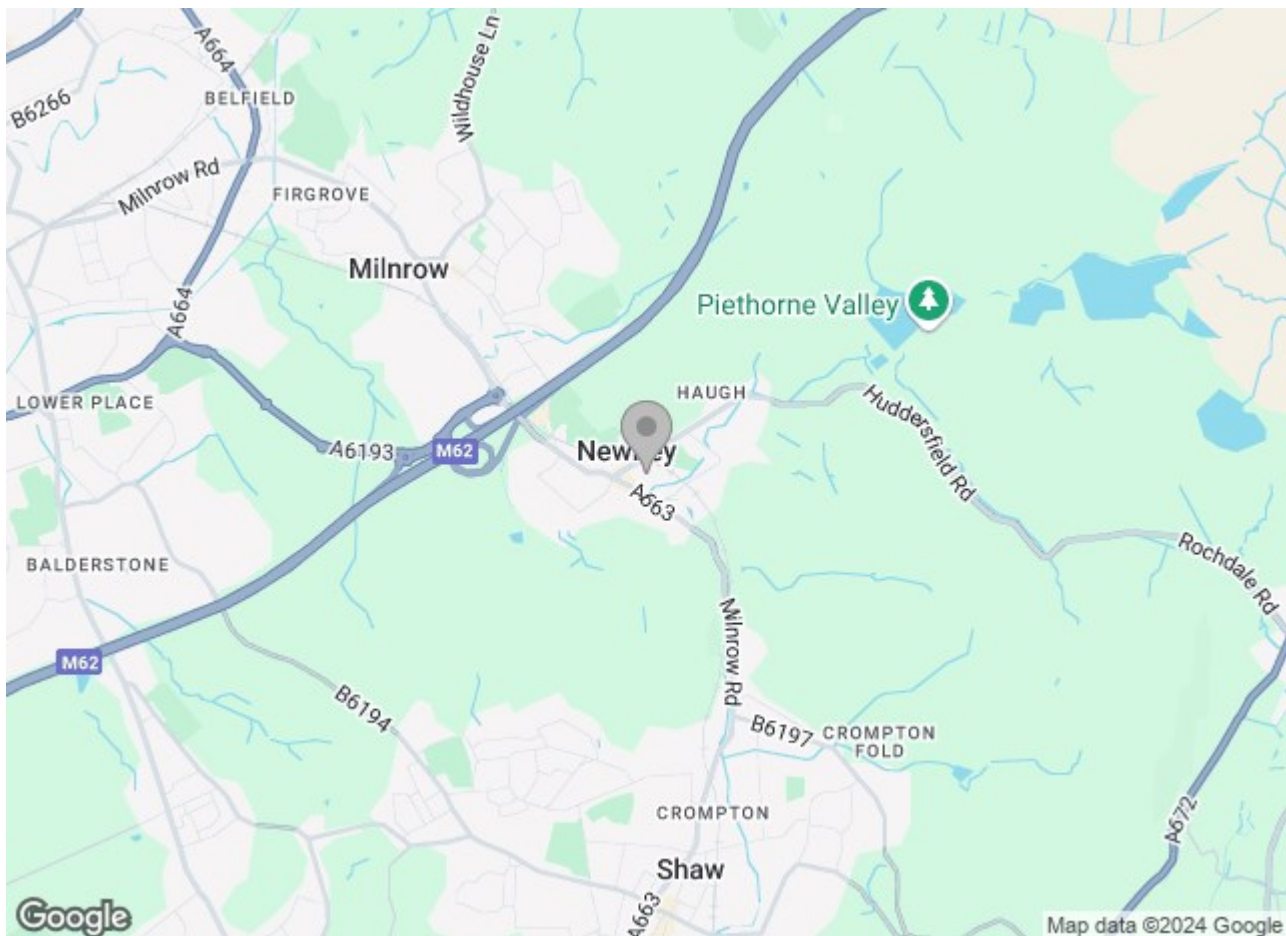 A664
B6266
BELFIELD
Wildhouse Ln
Milnrow Rd
FIRGROVE
Milnrow
A664
Piethorne Valley
LOWER PLACE
HAUGH
Huddersfield Rd
A6193
M62
A663
Rochdale Rd
BALDERSTONE
Milnrow Rd
M62
B6194
B6197
CROMPTON
FOLD
CROMPTON
A672
Shaw
A663
Google
Map data ©2024 Google